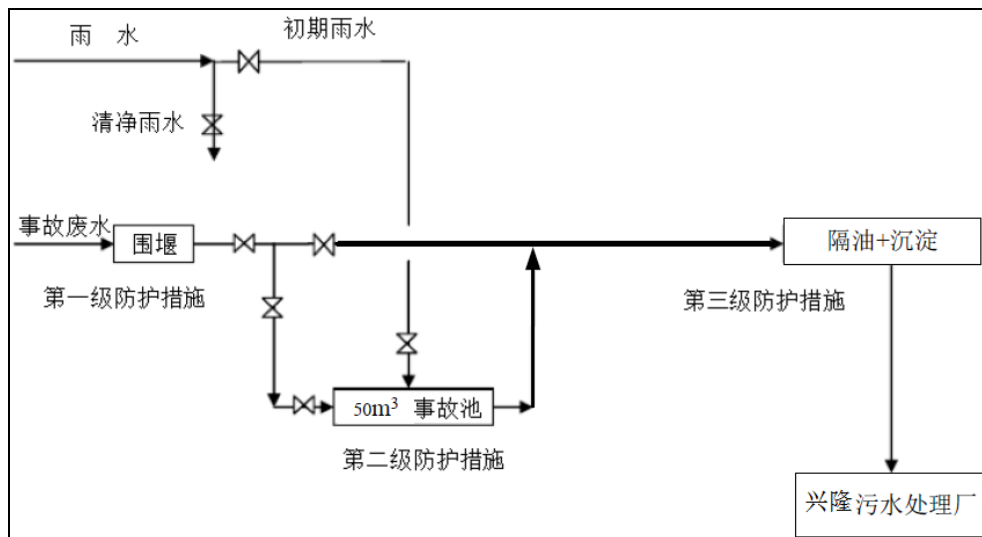 雨 水
初期雨水
清净雨水
事故废水
围堰
隔油+沉淀
第一级防护措施
第三级防护措施
50m³ 事故池
第二级防护措施
兴隆污水处理厂